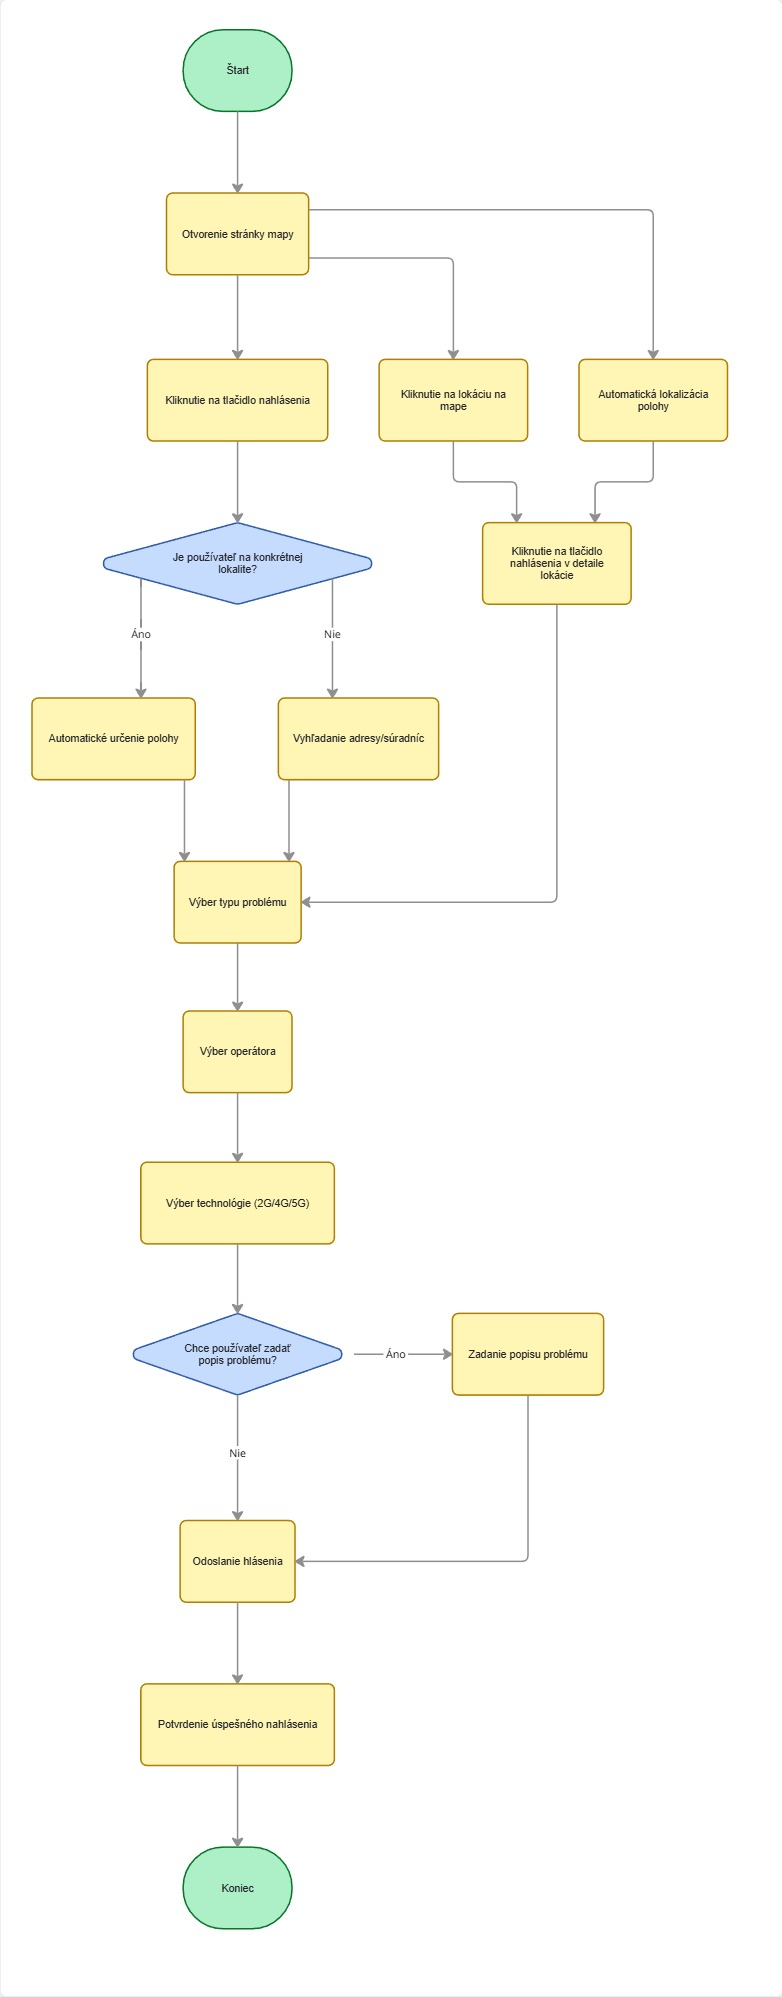 Štart
Otvorenie stránky mapy
Kliknutie na tlačidlo nahlásenia
Kliknutie na lokáciu na
mape
Automatická lokalizácia
polohy
Je používateľ na konkrétnej
lokalite?
Kliknutie na tlačidlo
nahlásenia v detaile
lokácie
Áno
Nie
Automatické určenie polohy
Vyhľadanie adresy/súradníc
Výber typu problému
Výber operátora
Výber technológie (2G/4G/5G)
Chce používateľ zadať
popis problému?
Áno
Zadanie popisu problému
Nie
Odoslanie hlásenia
Potvrdenie úspešného nahlásenia
Koniec